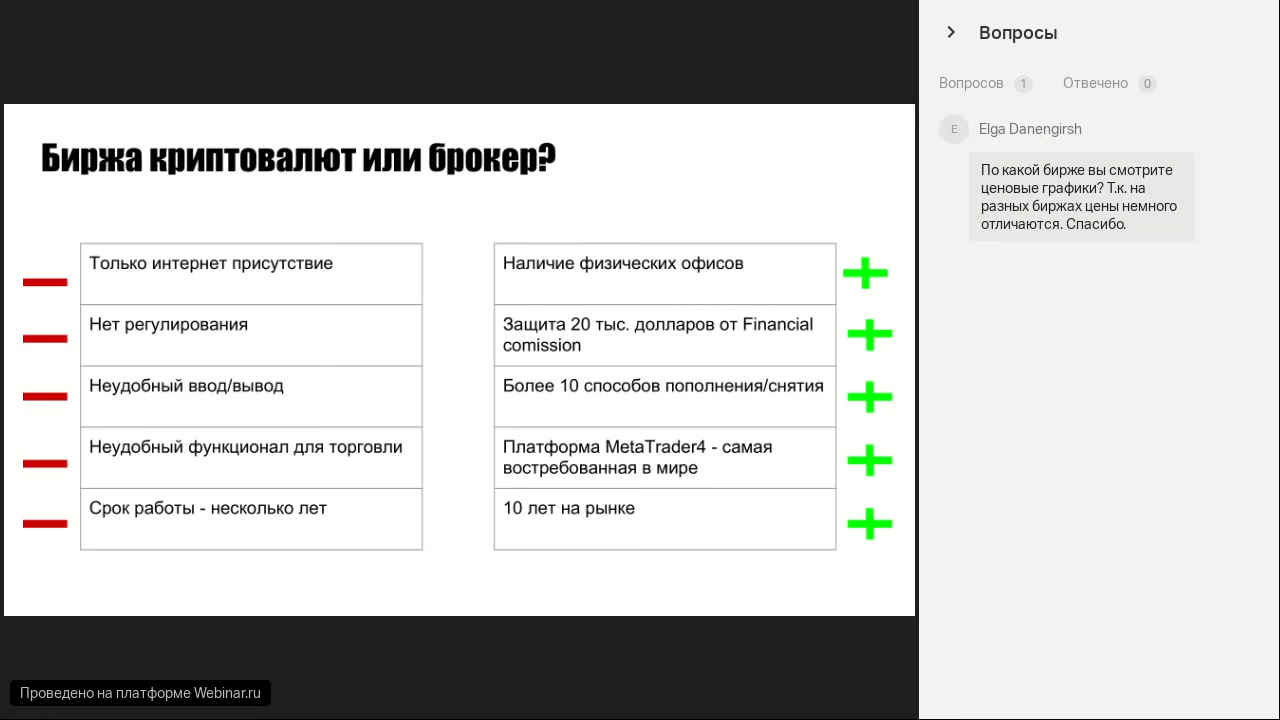 Биржа криптовалют или брокер?
Только интернет присутствие
Нет регулирования
Неудобный ввод/вывод
Неудобный функционал для торговли
Срок работы - несколько лет
Наличие физических офисов
Защита 20 тыс. долларов от Financial
comission
Более 10 способов пополнения/снятия
Платформа MetaTrader4 - самая
востребованная в мире
10 лет на рынке
Проведено на платформе Webinar.ru
Вопросы
Вопросов 1 Отвечено 0
E Elga Danengirsh
По какой бирже вы смотрите
ценовые графики? Т.к. на
разных биржах цены немного
отличаются. Спасибо.